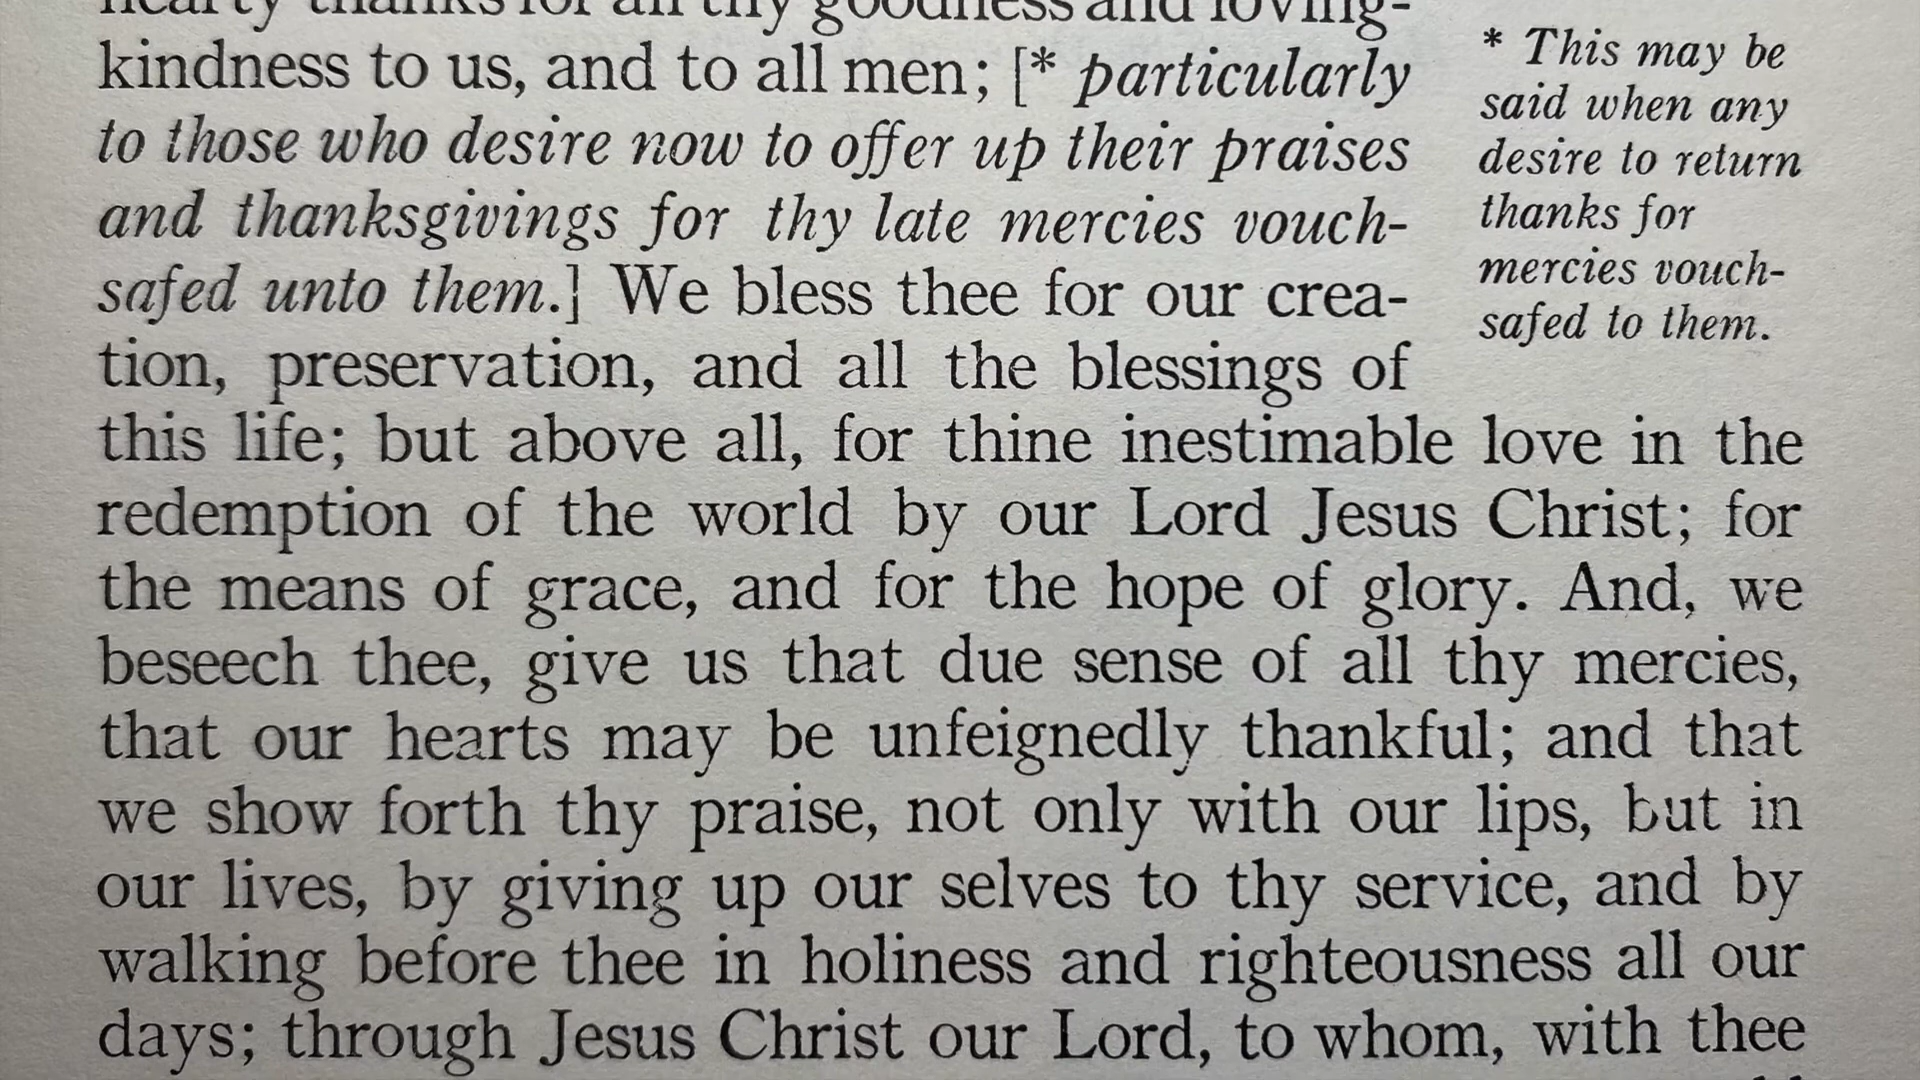 hearty thanks for all thy goodness and loving-
kindness to us, and to all men; [* particularly
to those who desire now to offer up their praises
and thanksgivings for thy late mercies vouch-
safed unto them.] We bless thee for our crea-
tion, preservation, and all the blessings of
this life; but above all, for thine inestimable love in the
redemption of the world by our Lord Jesus Christ; for
the means of grace, and for the hope of glory. And, we
beseech thee, give us that due sense of all thy mercies,
that our hearts may be unfeignedly thankful; and that
we show forth thy praise, not only with our lips, but in
our lives, by giving up our selves to thy service, and by
walking before thee in holiness and righteousness all our
days; through Jesus Christ our Lord, to whom, with thee
* This may be
said when any
desire to return
thanks for
mercies vouch-
safed to them.